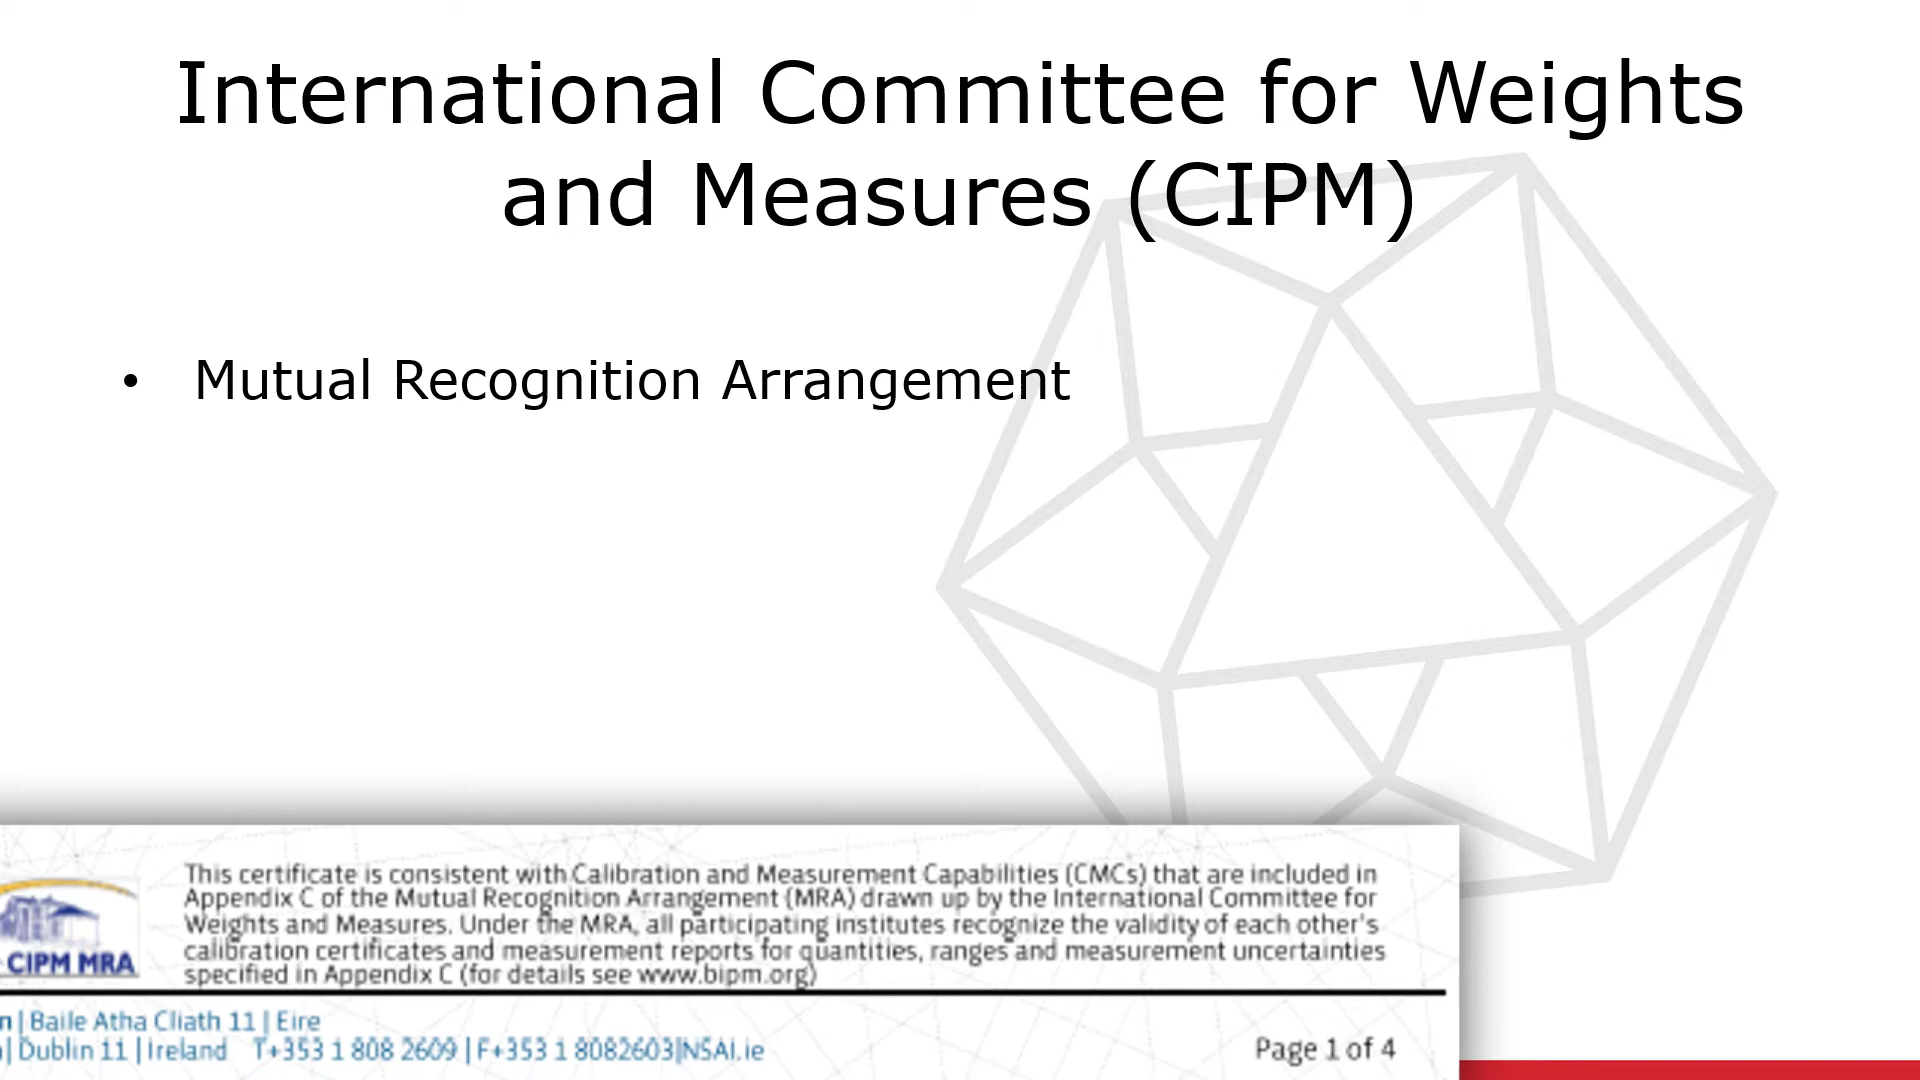 International Committee for Weights
and Measures (CIPM)
• Mutual Recognition Arrangement
This certificate is consistent with Calibration and Measurement Capabilities (CMCs) that are included in
Appendix C of the Mutual Recognition Arrangement (MRA) drawn up by the International Committee for
Weights and Measures. Under the MRA, all participating institutes recognize the validity of each other's
calibration certificates and measurement reports for quantities, ranges and measurement uncertainties
specified in Appendix C (for details see www.bipm.org)
CIPM MRA
| Baile Atha Cliath 11 | Eire
| Dublin 11 | Ireland T+353 1 808 2609 | F+353 1 8082603|NSAI.ie
Page 1 of 4